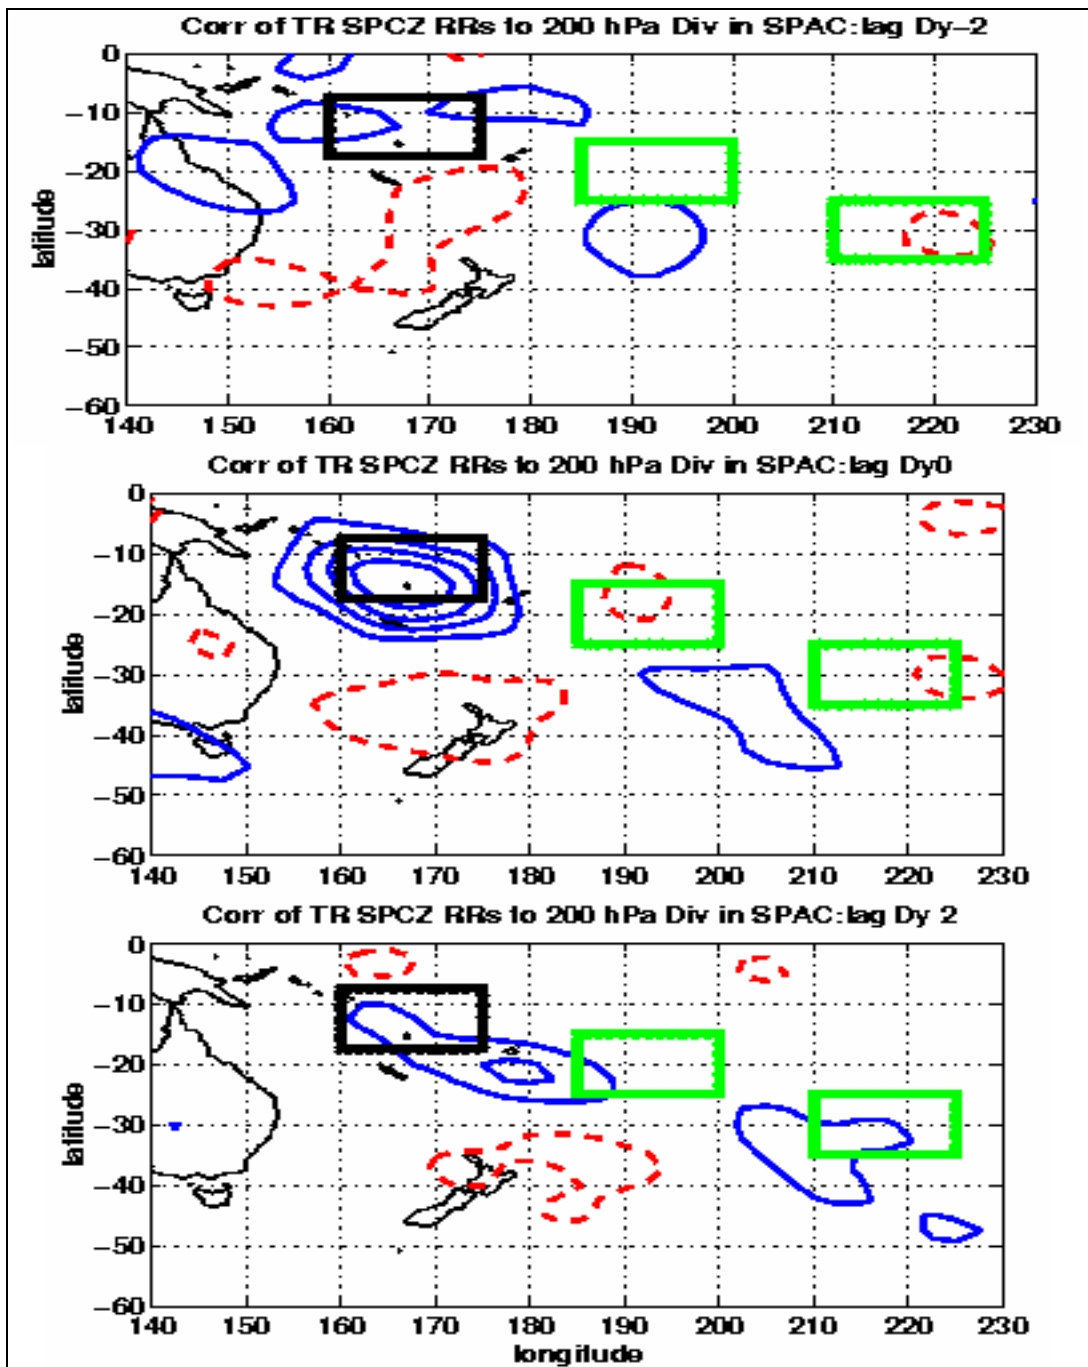 Corr of TR SPCZ RRs to 200 hPa Div in SPAC:lag Dy−2
0
−10
−20
−30
−40
−50
−60
latitude
140 150 160 170 180 190 200 210 220 230
Corr of TR SPCZ RRs to 200 hPa Div in SPAC:lag Dy0
0
−10
−20
−30
−40
−50
−60
latitude
140 150 160 170 180 190 200 210 220 230
Corr of TR SPCZ RRs to 200 hPa Div in SPAC:lag Dy 2
0
−10
−20
−30
−40
−50
−60
latitude
140 150 160 170 180 190 200 210 220 230
longitude